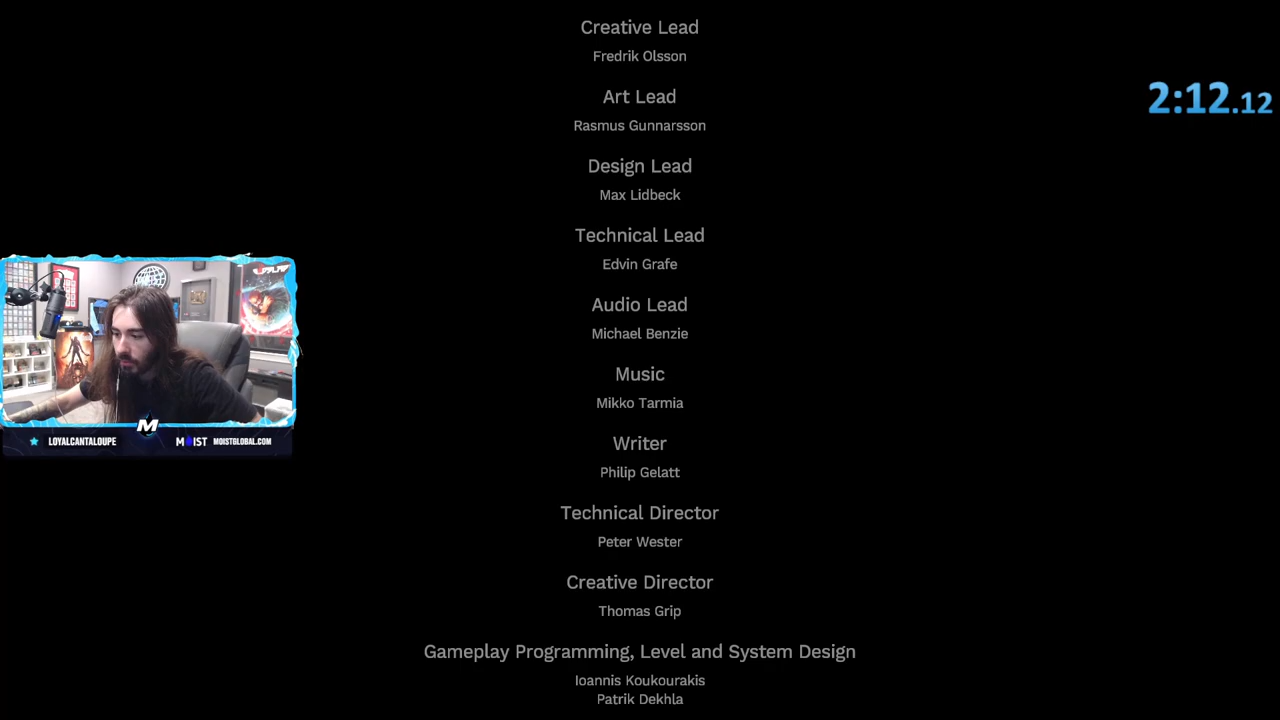 Creative Lead
Fredrik Olsson
Art Lead
Rasmus Gunnarsson
Design Lead
Max Lidbeck
Technical Lead
Edvin Grafe
Audio Lead
Michael Benzie
Music
Mikko Tarmia
Writer
Philip Gelatt
Technical Director
Peter Wester
Creative Director
Thomas Grip
Gameplay Programming, Level and System Design
Ioannis Koukourakis
Patrik Dekhla
2:12.12
M
LOYALCANTALOUPE
MOIST
MOISTGLOBAL.COM